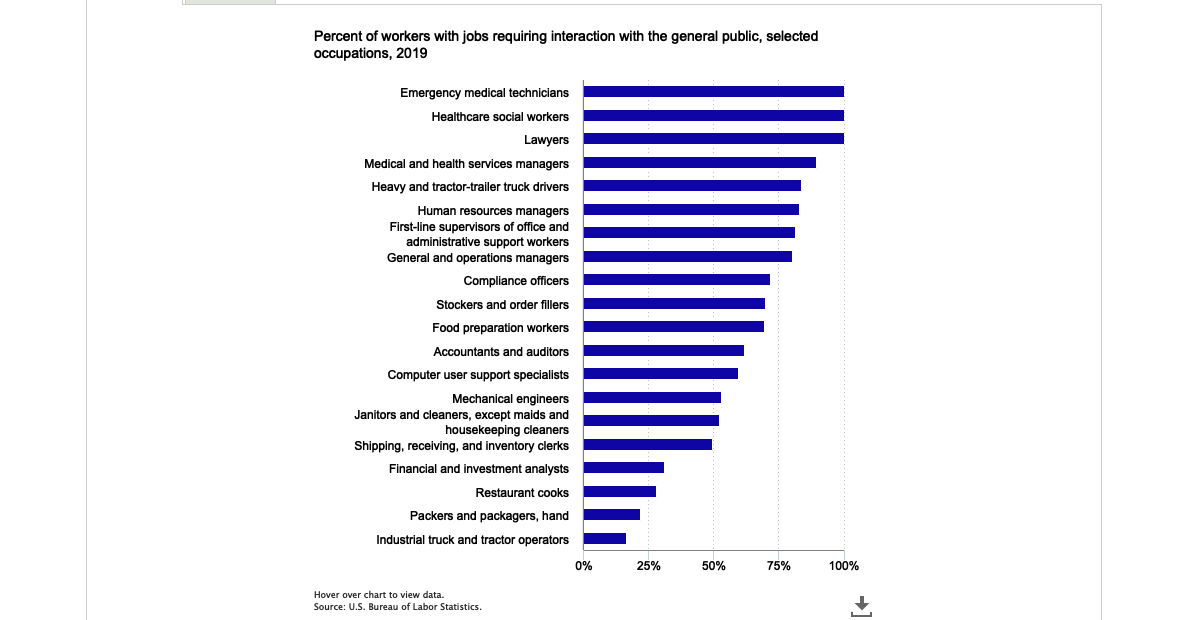 Percent of workers with jobs requiring interaction with the general public, selected
occupations, 2019
Emergency medical technicians
Healthcare social workers
Lawyers
Medical and health services managers
Heavy and tractor-trailer truck drivers
Human resources managers
First-line supervisors of office and
administrative support workers
General and operations managers
Compliance officers
Stockers and order fillers
Food preparation workers
Accountants and auditors
Computer user support specialists
Mechanical engineers
Janitors and cleaners, except maids and
housekeeping cleaners
Shipping, receiving, and inventory clerks
Financial and investment analysts
Restaurant cooks
Packers and packagers, hand
Industrial truck and tractor operators
0% 25% 50% 75% 100%
Hover over chart to view data.
Source: U.S. Bureau of Labor Statistics.